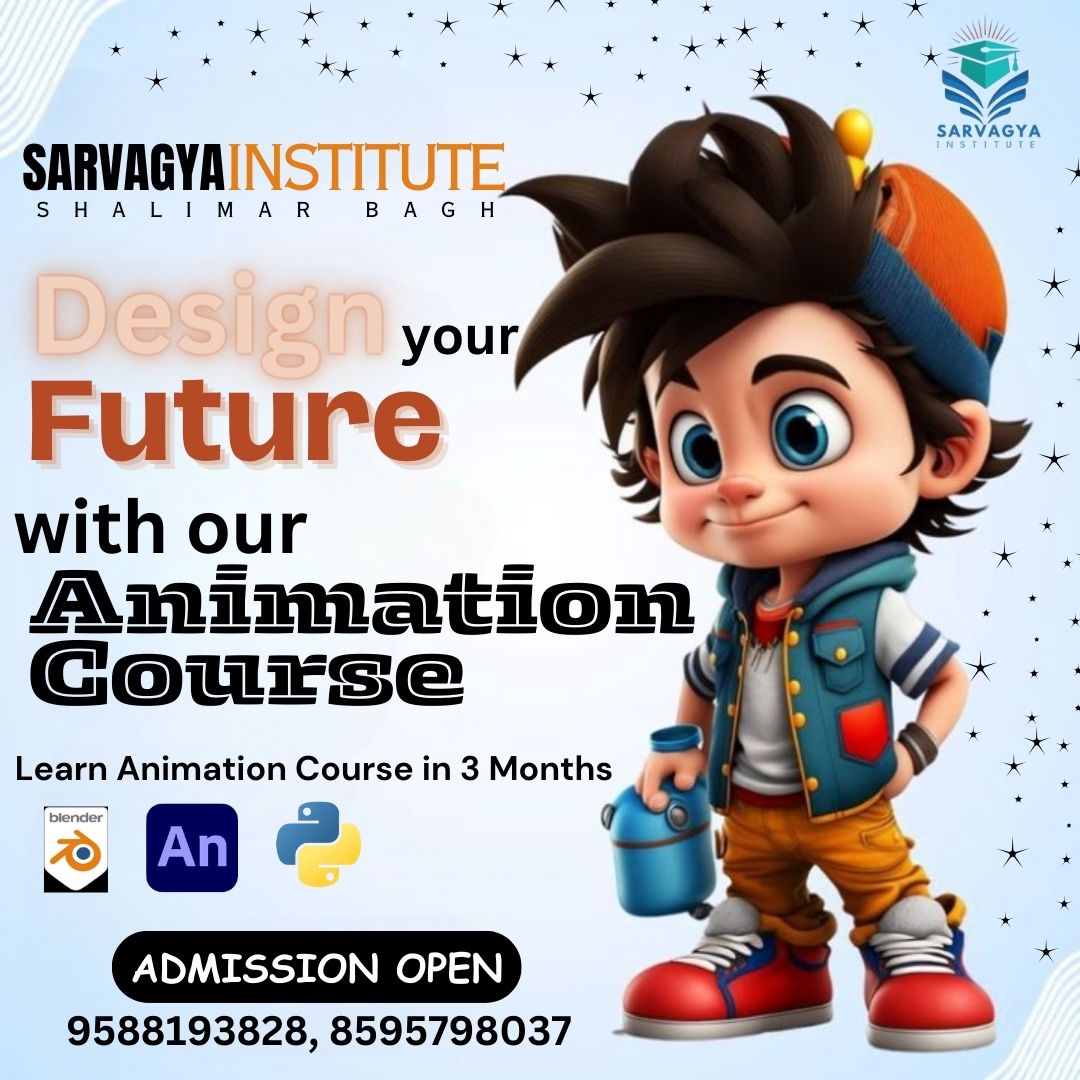 SARVAGYA
INSTITUTE
SARVAGYAINSTITUTE
SHALIMAR BAGH
Design your
Future
with our
Animation
Course
Learn Animation Course in 3 Months
blender
An
ADMISSION OPEN
9588193828, 8595798037